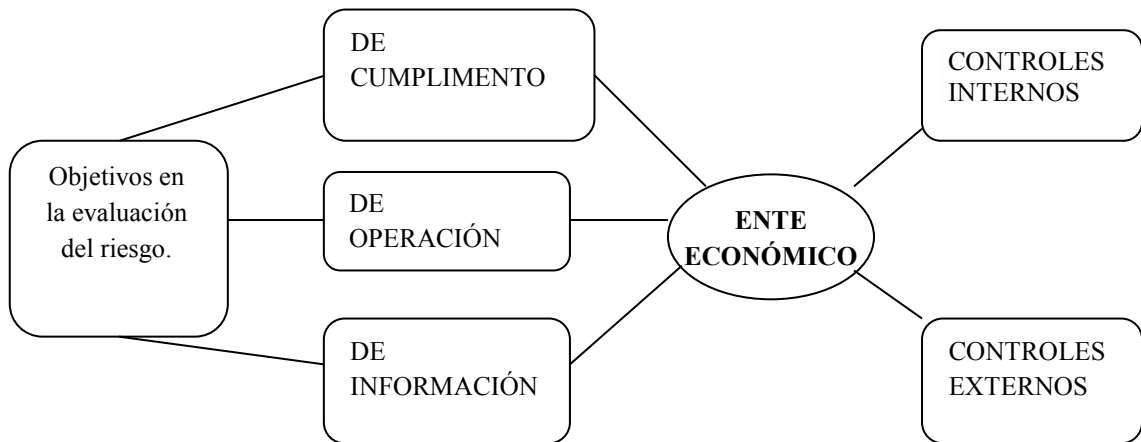 Objetivos en
la evaluación
del riesgo.
DE
CUMPLIMENTO
DE
OPERACIÓN
DE
INFORMACIÓN
ENTE
ECONÓMICO
CONTROLES
INTERNOS
CONTROLES
EXTERNOS